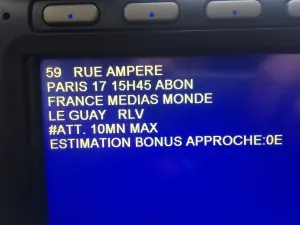 59 RUE AMPERE
PARIS 17 15H45 ABON
FRANCE MEDIAS MONDE
LE GUAY RLV
#ATT. 10MN MAX
ESTIMATION BONUS APPROCHE:0E